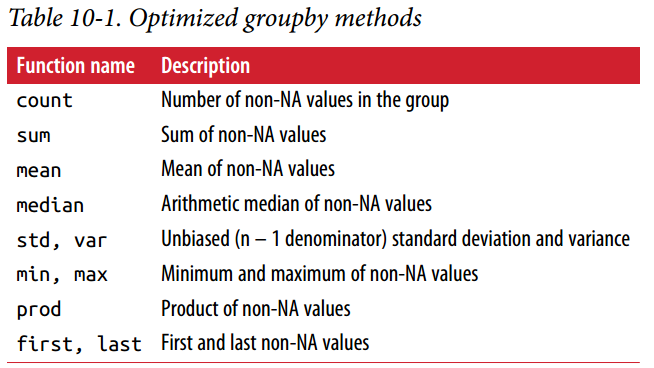 Table 10-1. Optimized groupby methods
Function name Description
count Number of non-NA values in the group
sum Sum of non-NA values
mean Mean of non-NA values
median Arithmetic median of non-NA values
std, var Unbiased (n − 1 denominator) standard deviation and variance
min, max Minimum and maximum of non-NA values
prod Product of non-NA values
first, last First and last non-NA values